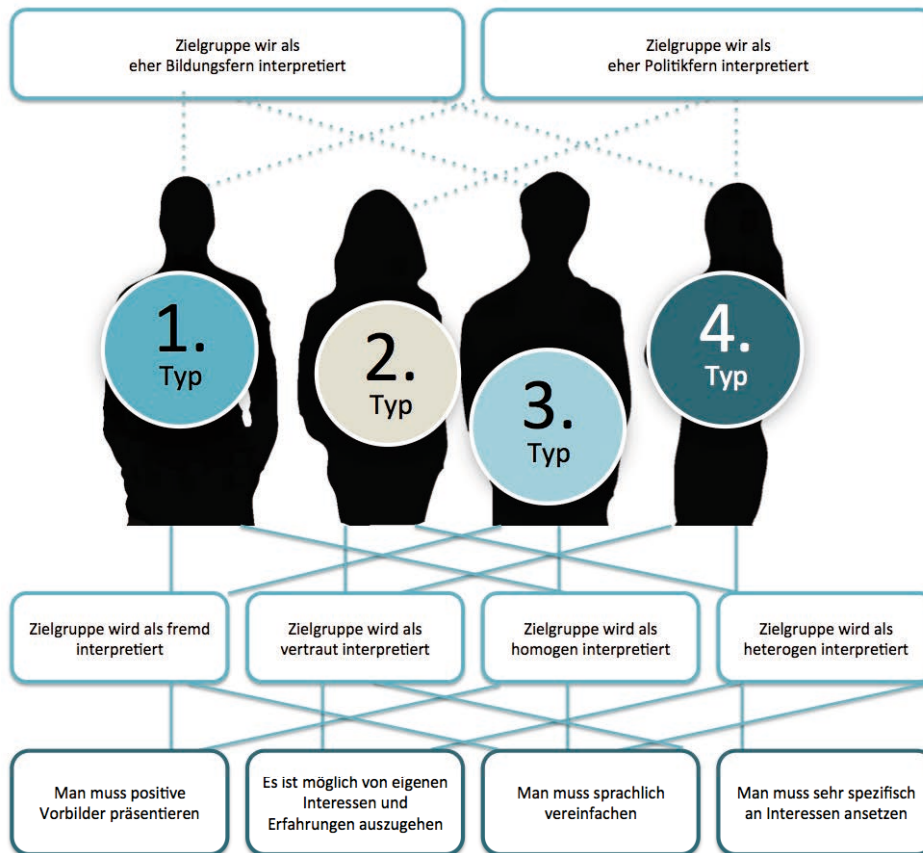 Zielgruppe wir als
eher Bildungsfern interpretiert
Zielgruppe wir als
eher Politikfern interpretiert
1.
Typ
2.
Typ
3.
Typ
4.
Typ
Zielgruppe wird als fremd
interpretiert
Zielgruppe wird als
vertraut interpretiert
Zielgruppe wird als
homogen interpretiert
Zielgruppe wird als
heterogen interpretiert
Man muss positive
Vorbilder präsentieren
Es ist möglich von eigenen
Interessen und
Erfahrungen auszugehen
Man muss sprachlich
vereinfachen
Man muss sehr spezifisch
an Interessen ansetzen